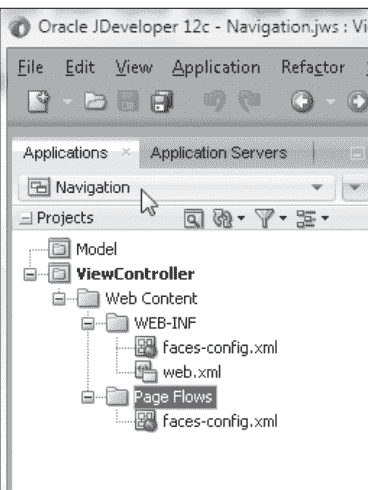 Oracle JDeveloper 12c - Navigation.jws : Vi
File Edit View Application Refactor
Applications × Application Servers
Navigation
Projects
Model
ViewController
Web Content
WEB-INF
faces-config.xml
web.xml
Page Flows
faces-config.xml